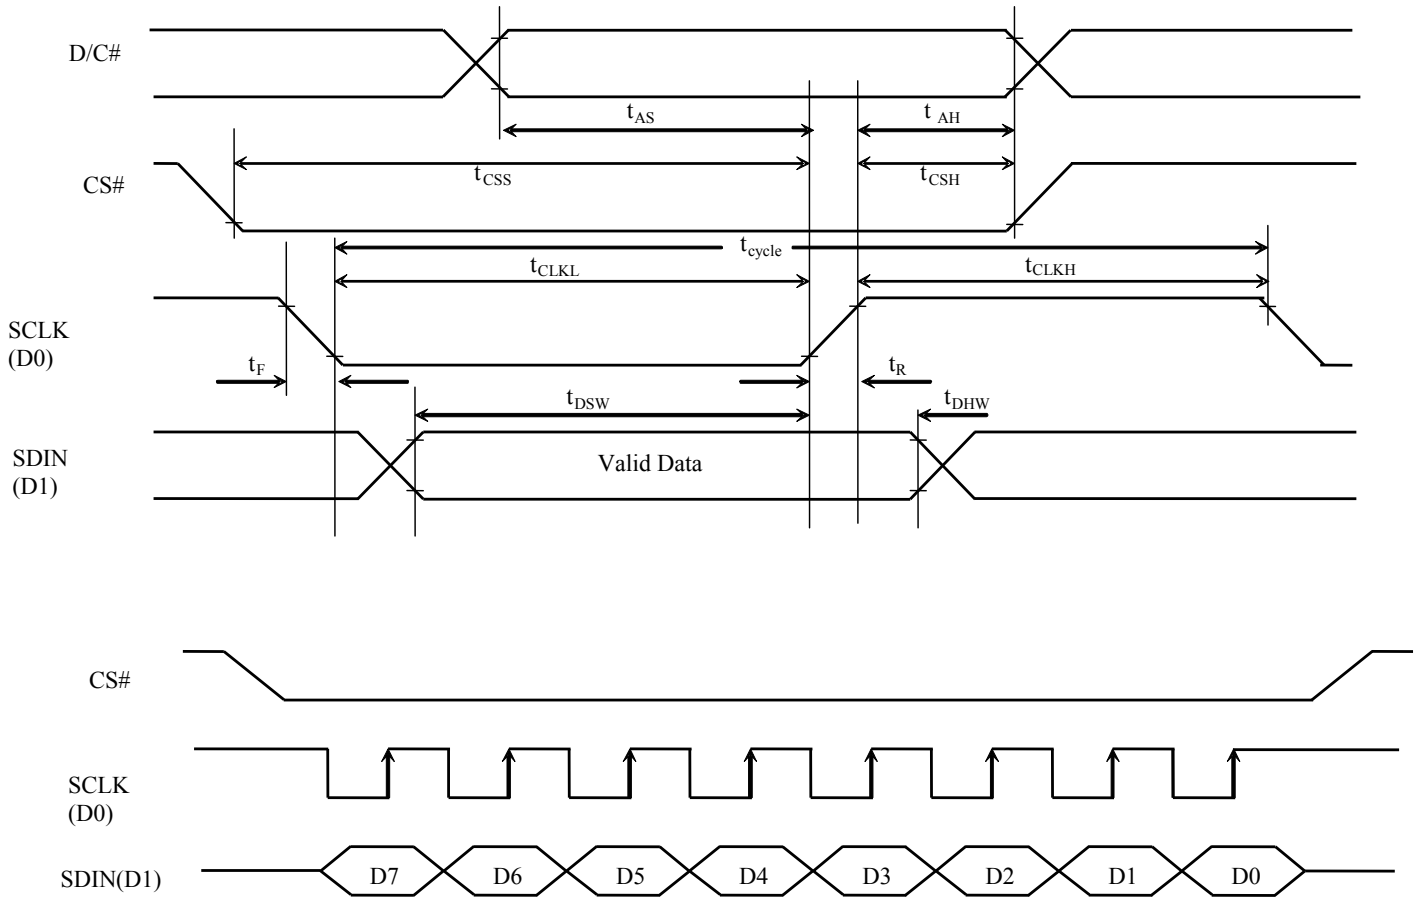 D/C#
tAS
t AH
CS#
tCSS
tCSH
tcycle
tCLKL
tCLKH
SCLK
(D0)
tF
tR
tDSW
tDHW
SDIN
(D1)
Valid Data
CS#
SCLK
(D0)
SDIN(D1)
D7 D6 D5 D4 D3 D2 D1 D0